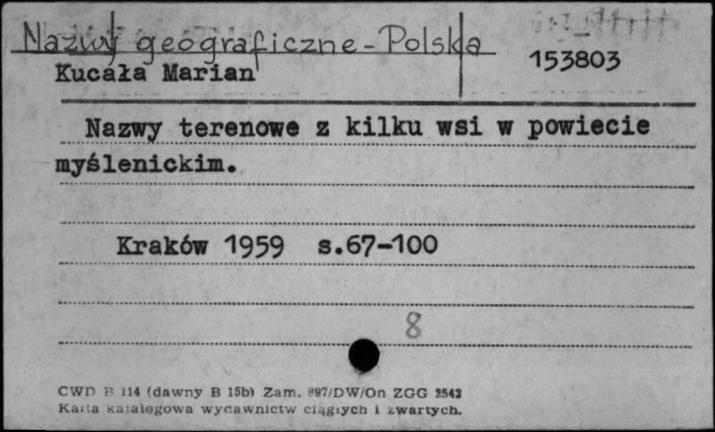 Nazwy geograficzne - Polska
153803
Kucała Marian
Nazwy terenowe z kilku wsi w powiecie
myślenickim.
Kraków 1959 s.67-100
8
CWD B 114 (dawny B 15b) Zam. 897/DW/On ZGG 2542
Karta katalogowa wydawnictw ciągłych i zwartych.